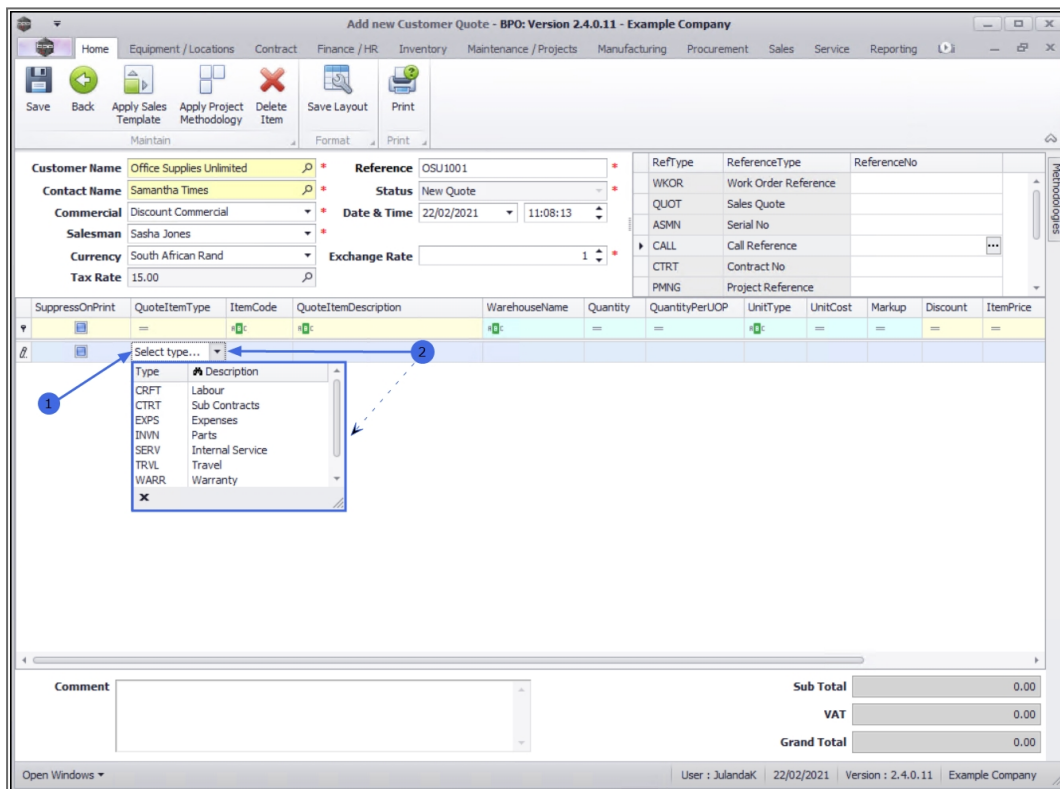 Add new Customer Quote - BPO: Version 2.4.0.11 - Example Company
Home Equipment / Locations Contract Finance / HR Inventory Maintenance / Projects Manufacturing Procurement Sales Service Reporting
Save Back Apply Sales Template Apply Project Methodology Delete Item Save Layout Print
Maintain Format Print
Customer Name Office Supplies Unlimited * Reference OSU1001 *
Contact Name Samantha Times * Status New Quote *
Commercial Discount Commercial * Date & Time 22/02/2021 11:08:13
Salesman Sasha Jones *
Currency South African Rand Exchange Rate 1 *
Tax Rate 15.00
RefType ReferenceType ReferenceNo
WKOR Work Order Reference
QUOT Sales Quote
ASMN Serial No
CALL Call Reference ...
CTRT Contract No
PMNG Project Reference
Methodologies
SuppressOnPrint QuoteItemType ItemCode QuoteItemDescription WarehouseName Quantity QuantityPerUOP UnitType UnitCost Markup Discount ItemPrice
= = = = = = =
Select type... 2
1
Type Description
CRFT Labour
CTRT Sub Contracts
EXPS Expenses
INVN Parts
SERV Internal Service
TRVL Travel
WARR Warranty
x
Comment
Sub Total 0.00
VAT 0.00
Grand Total 0.00
Open Windows User : JulandaK 22/02/2021 Version : 2.4.0.11 Example Company